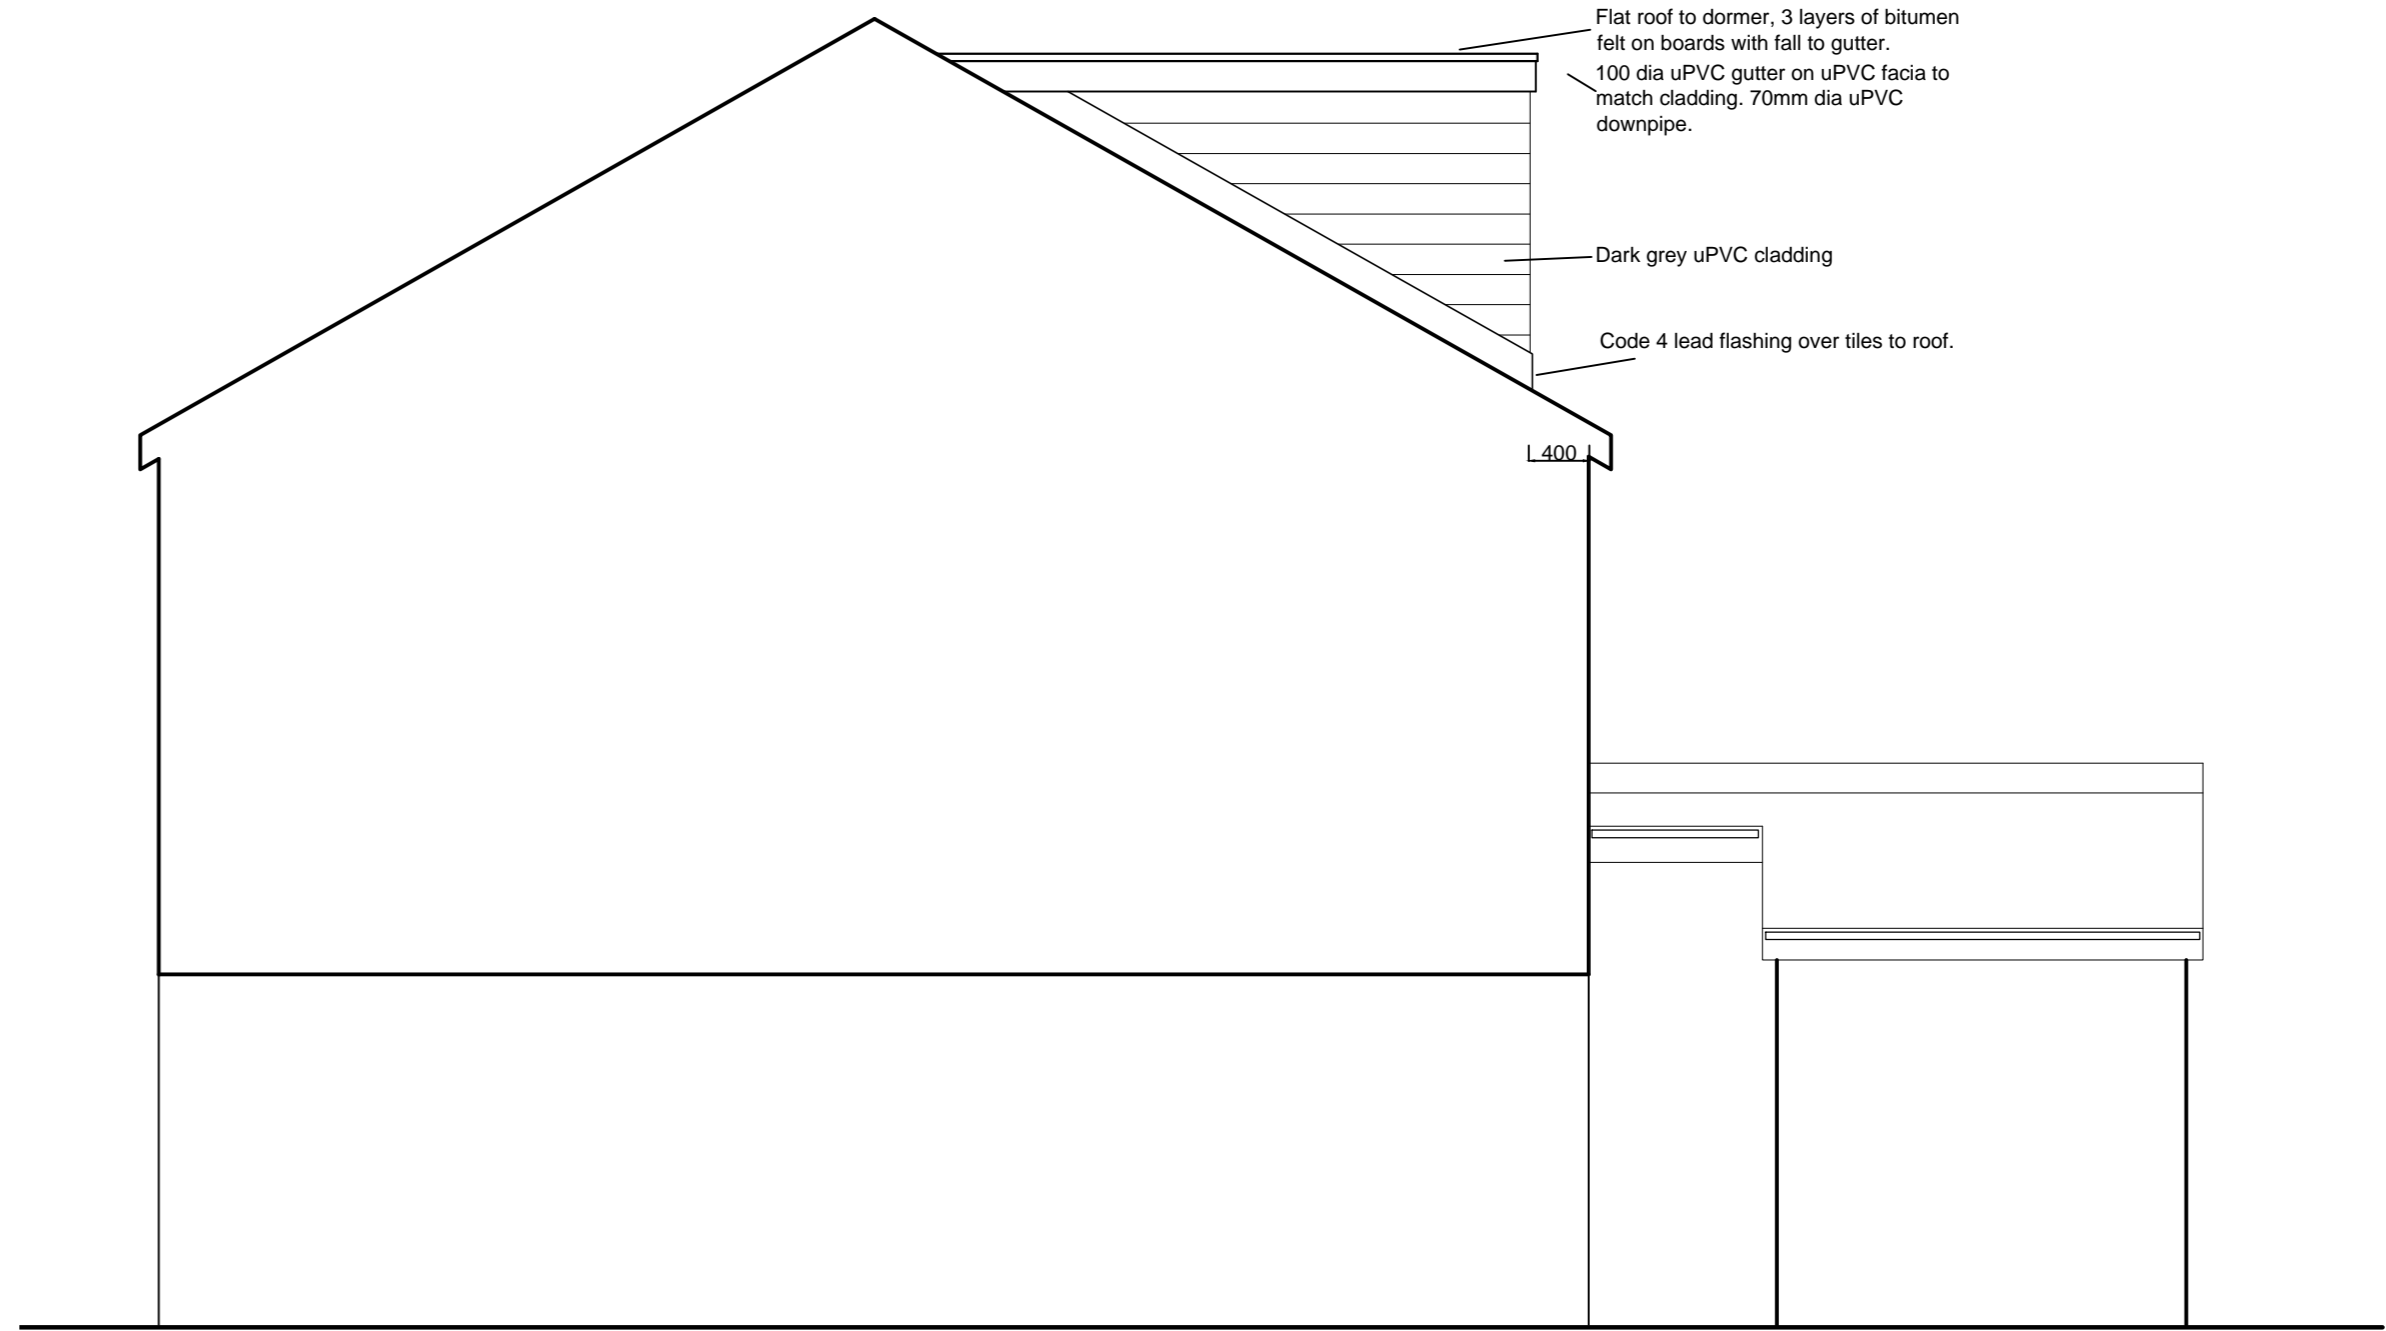 Flat roof to dormer, 3 layers of bitumen
felt on boards with fall to gutter.
100 dia uPVC gutter on uPVC facia to
match cladding. 70mm dia uPVC
downpipe.
Dark grey uPVC cladding
Code 4 lead flashing over tiles to roof.
400